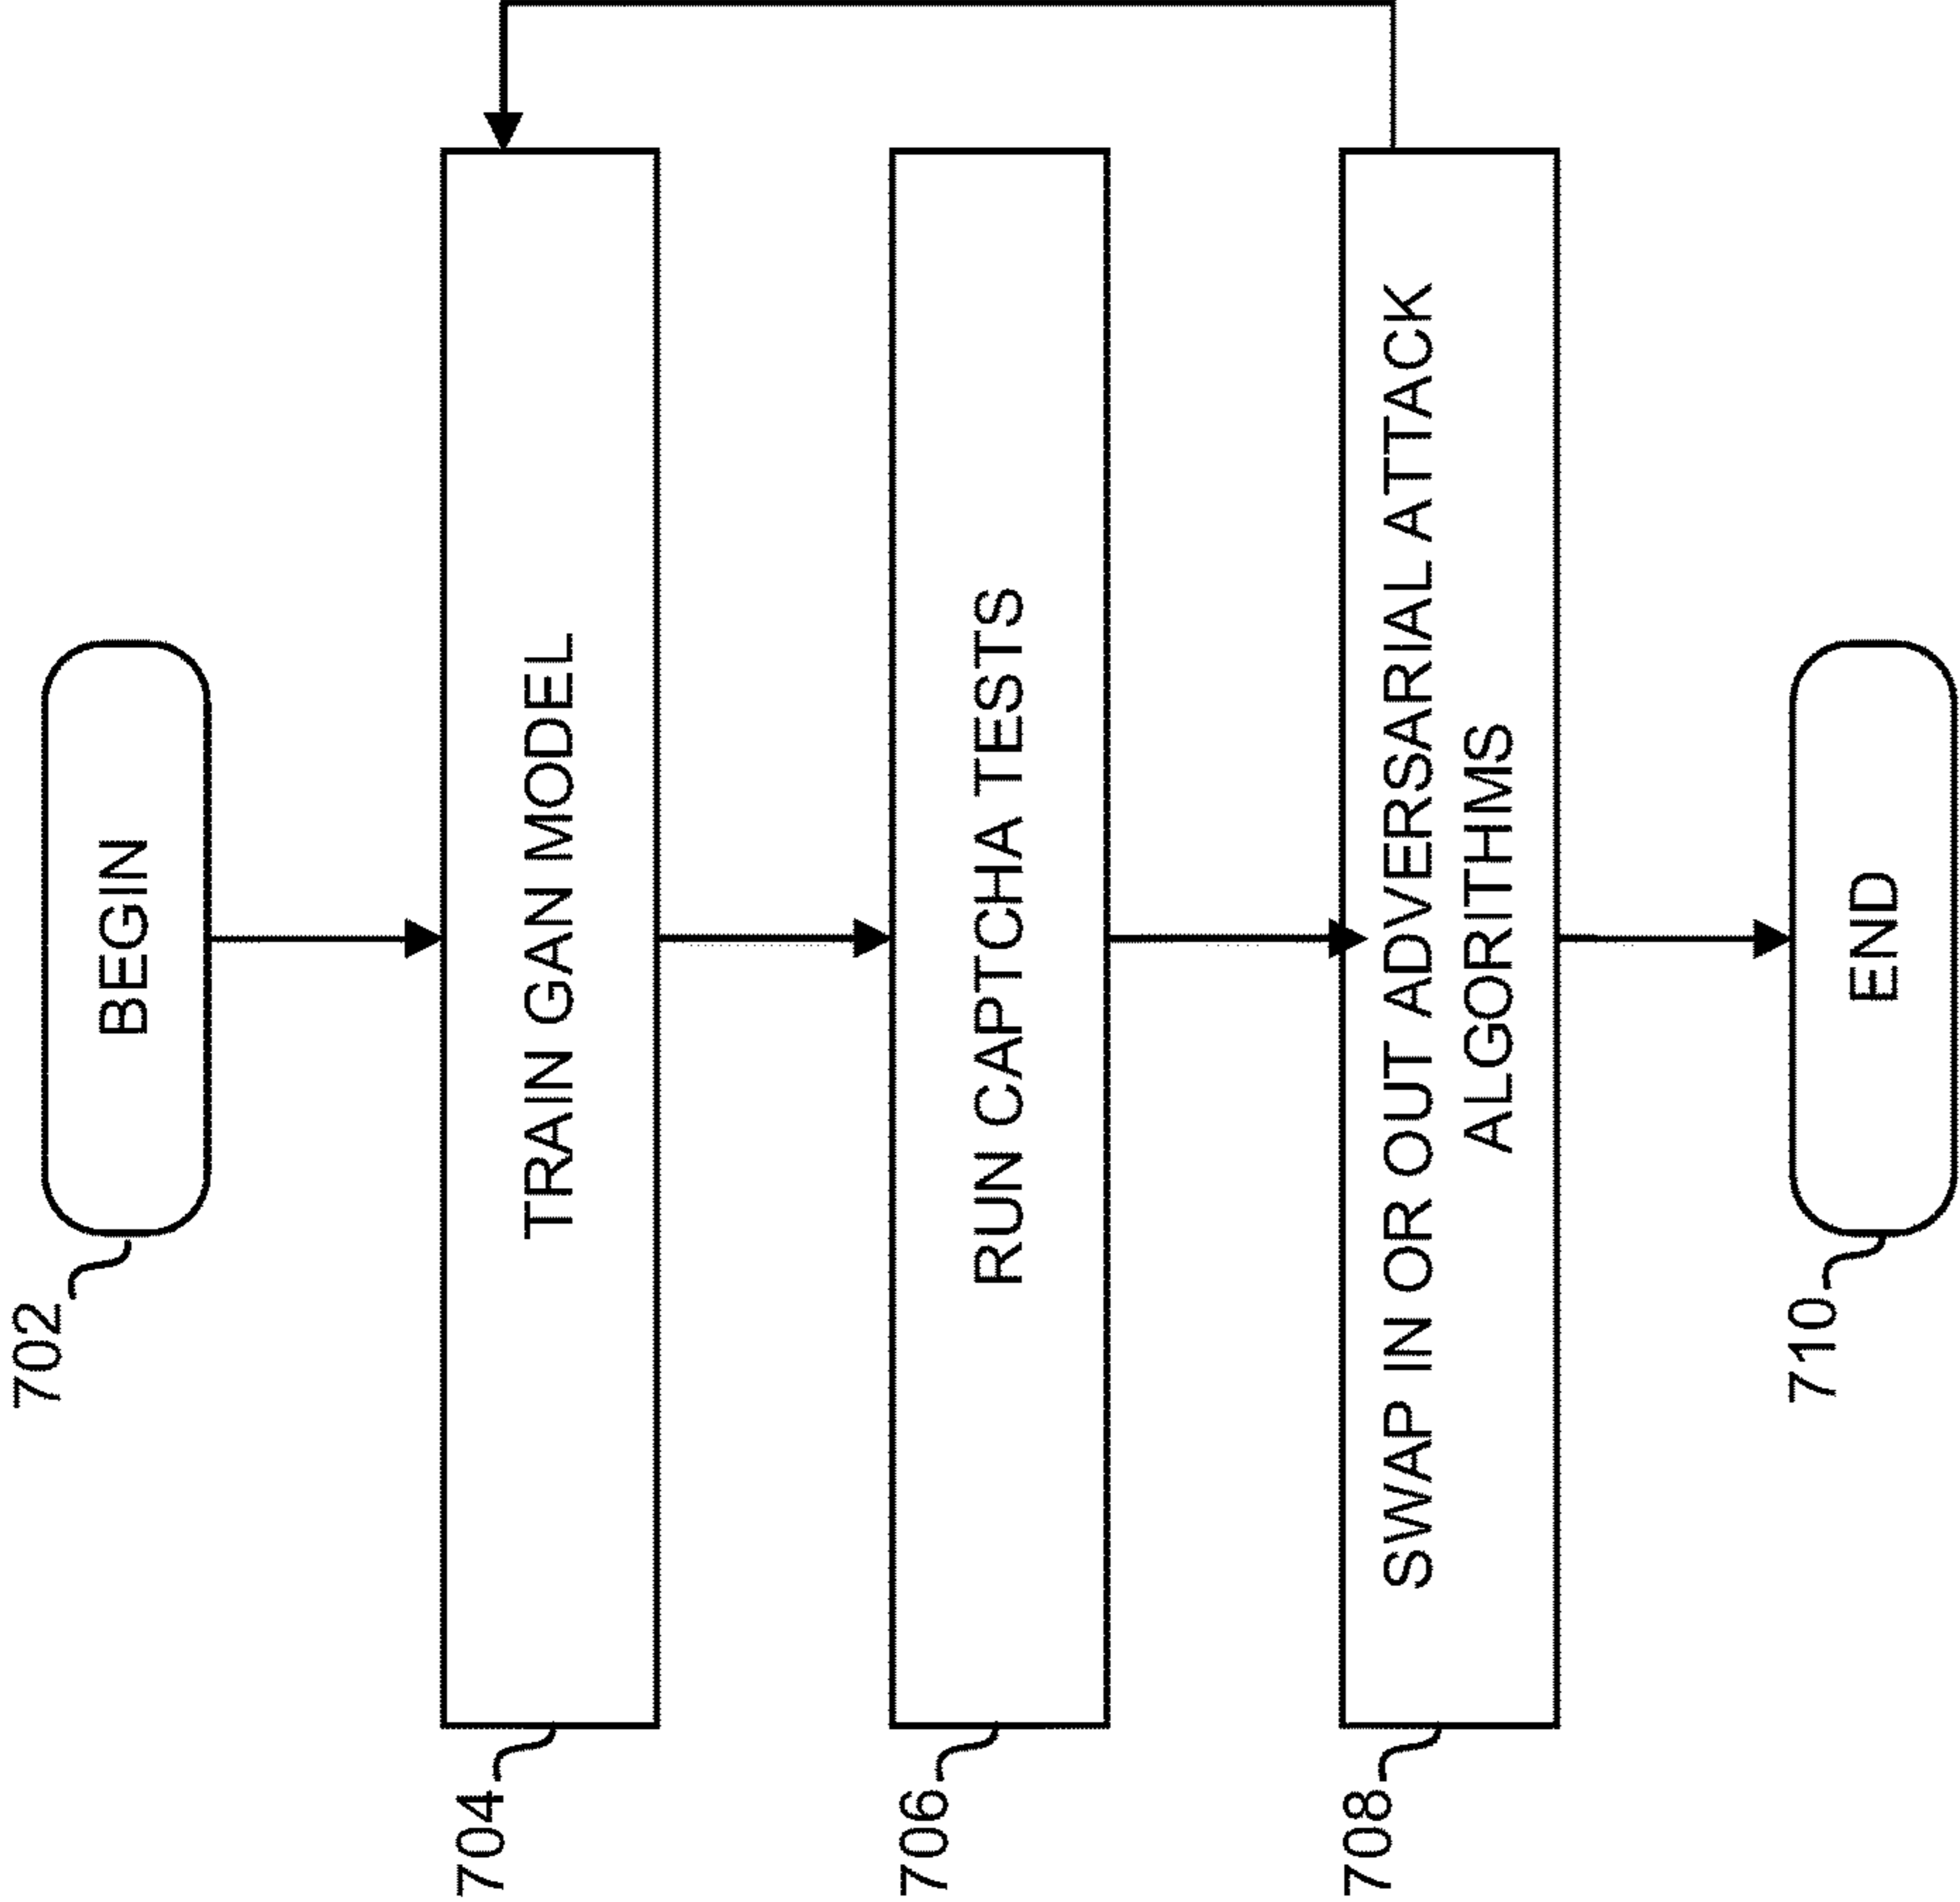 702
BEGIN
704
TRAIN GAN MODEL
706
RUN CAPTCHA TESTS
708
SWAP IN OR OUT ADVERSARIAL ATTACK
ALGORITHMS
710
END